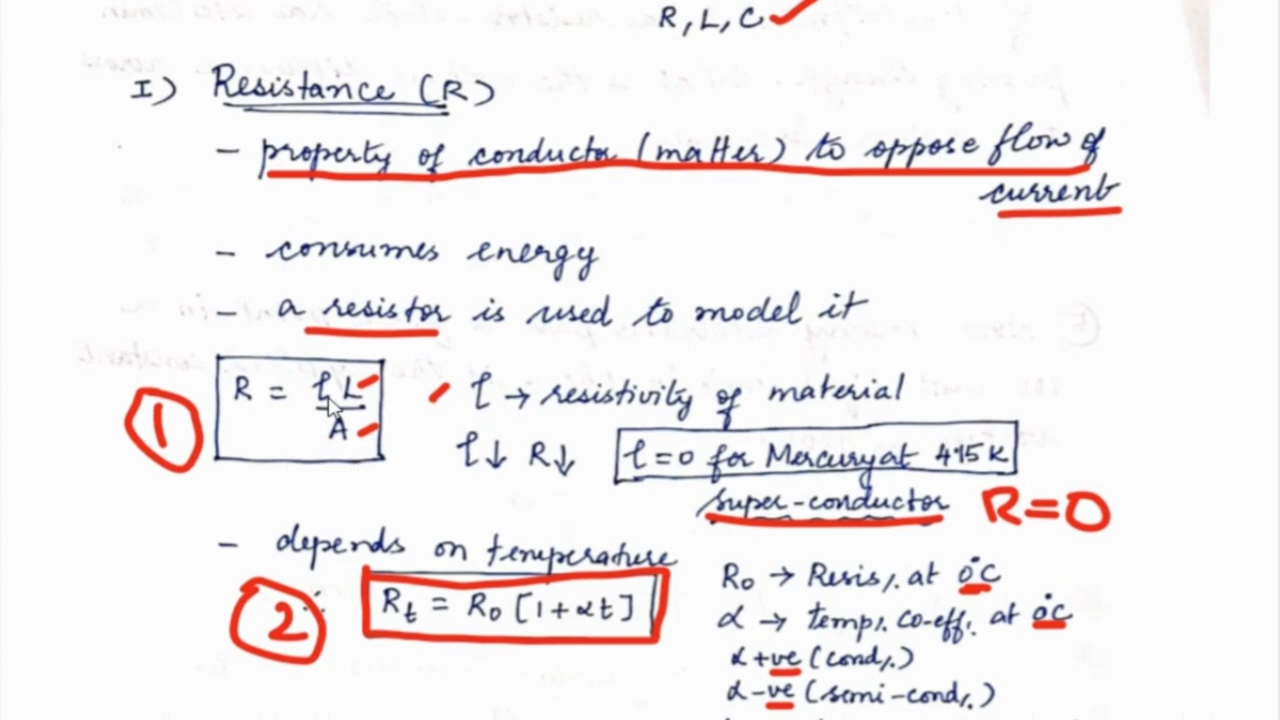 R, L, C
I) Resistance (R)
- property of conductor (matter) to oppose flow of
current
- consumes energy
- a resistor is used to model it
① R = ρL / A
ρ → resistivity of material
ρ↓ R↓ ρ=0 for Mercury at 4.15K
super-conductor R=0
- depends on temperature
② ∴ Rt = R0 [1+αt]
R0 → Resis/. at 0°C
α → temp/. co-eff. at 0°C
α +ve (cond/.)
α -ve (semi-cond/.)